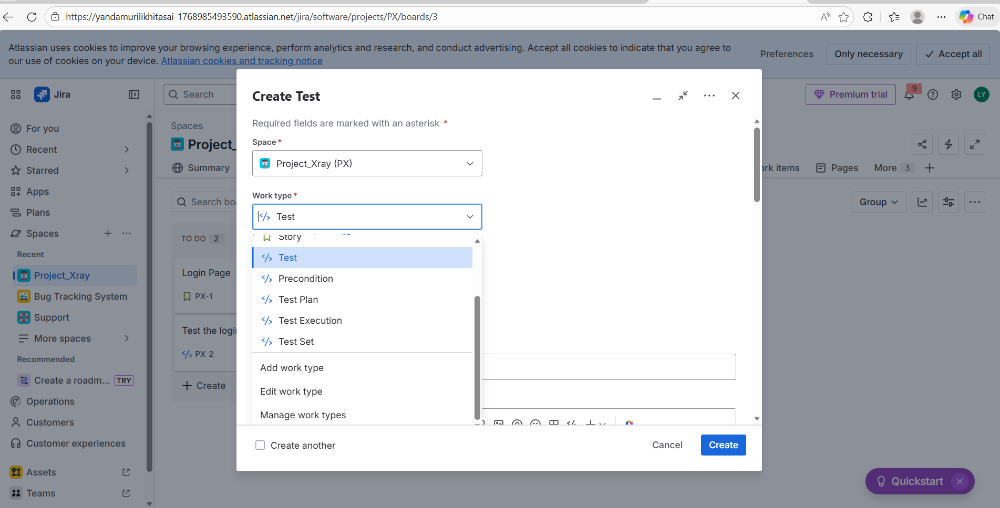 https://yandamurilikhitasai-1768985493590.atlassian.net/jira/software/projects/PX/boards/3
Chat
Atlassian uses cookies to improve your browsing experience, perform analytics and research, and conduct advertising. Accept all cookies to indicate that you agree to
our use of cookies on your device. Atlassian cookies and tracking notice
Preferences
Only necessary
Accept all
Jira
Search
Premium trial
9
LY
For you
Recent
Starred
Apps
Plans
Spaces
Recent
Project_Xray
Bug Tracking System
Support
More spaces
Recommended
Create a roadm... TRY
Operations
Customers
Customer experiences
Assets
Teams
Spaces
Project_
Summary
ork items
Pages
More 3
Search boa
Group
TO DO 2
Login Page
PX-1
Test the logi
PX-2
Create
Create Test
Required fields are marked with an asterisk *
Space *
Project_Xray (PX)
Work type *
Test
Story
Test
Precondition
Test Plan
Test Execution
Test Set
Add work type
Edit work type
Manage work types
Create another
Cancel
Create
Quickstart